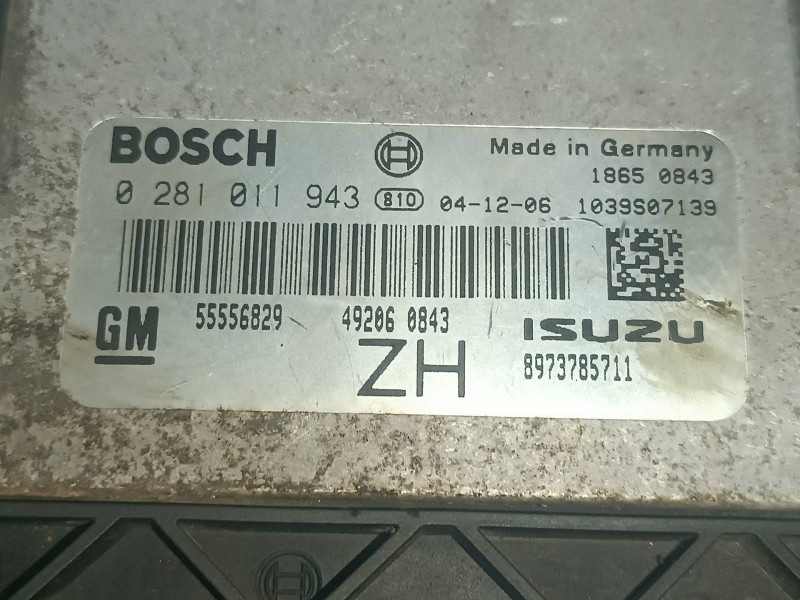 BOSCH
Made in Germany
1865 0843
0 281 011 943 810 04-12-06 1039S07139
GM 55556829 49206 0843 ISUZU
ZH 8973785711